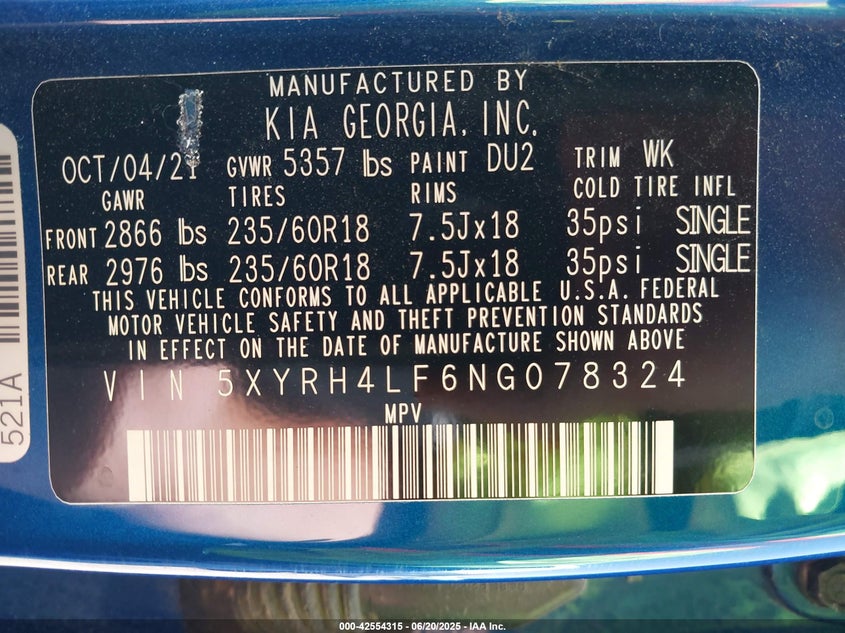 MANUFACTURED BY
KIA GEORGIA, INC.
OCT/04/21 GVWR 5357 lbs PAINT DU2 TRIM WK
GAWR TIRES RIMS COLD TIRE INFL
FRONT 2866 lbs 235/60R18 7.5Jx18 35psi SINGLE
REAR 2976 lbs 235/60R18 7.5Jx18 35psi SINGLE
THIS VEHICLE CONFORMS TO ALL APPLICABLE U.S.A. FEDERAL
MOTOR VEHICLE SAFETY AND THEFT PREVENTION STANDARDS
IN EFFECT ON THE DATE OF MANUFACTURE SHOWN ABOVE
VIN 5XYRH4LF6NG078324
MPV
521A
000-42554315 - 06/20/2025 - IAA Inc.